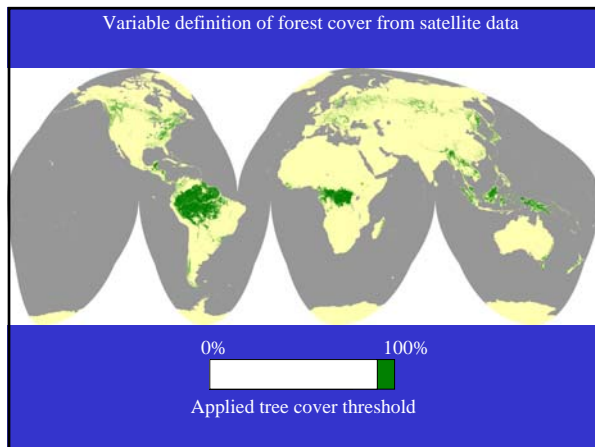 Variable definition of forest cover from satellite data
0% 100%
Applied tree cover threshold